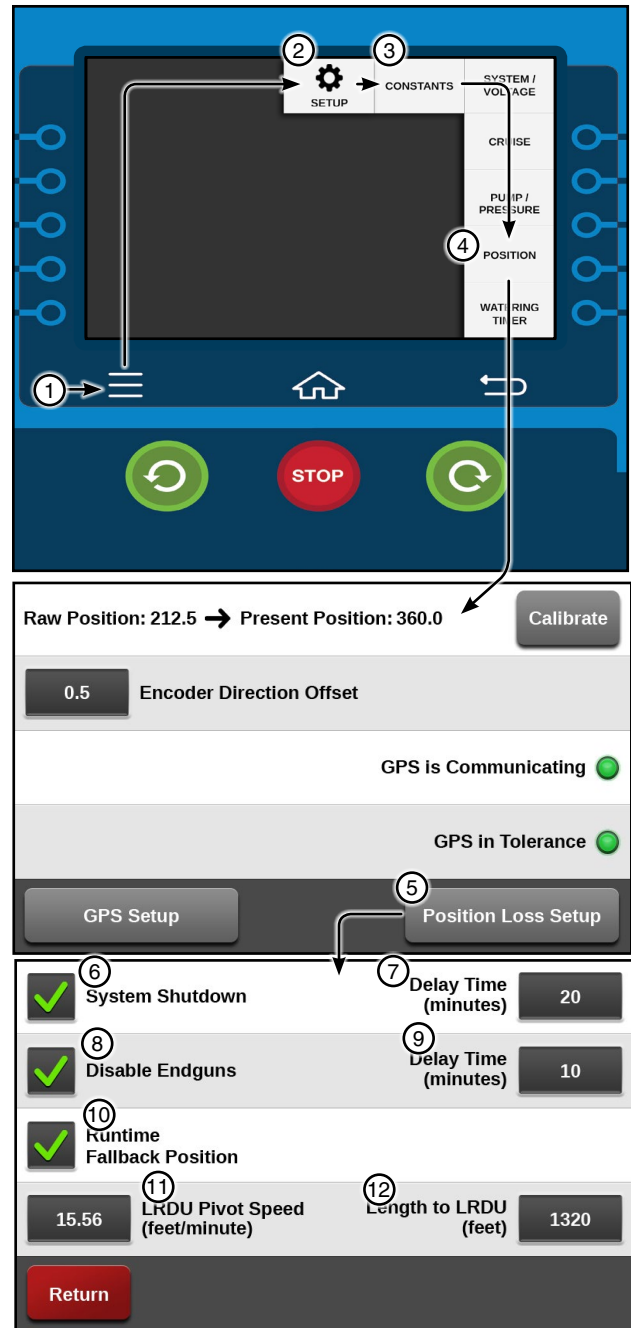 2
3
SETUP
CONSTANTS
SYSTEM /
VOLTAGE
CRUISE
PUMP /
PRESSURE
4
POSITION
WATERING
TIMER
1
STOP
Raw Position: 212.5 → Present Position: 360.0
Calibrate
0.5 Encoder Direction Offset
GPS is Communicating
GPS in Tolerance
5
GPS Setup
Position Loss Setup
6
7
System Shutdown
Delay Time
(minutes)
20
8
9
Disable Endguns
Delay Time
(minutes)
10
10
Runtime
Fallback Position
11
12
15.56
LRDU Pivot Speed
(feet/minute)
Length to LRDU
(feet)
1320
Return